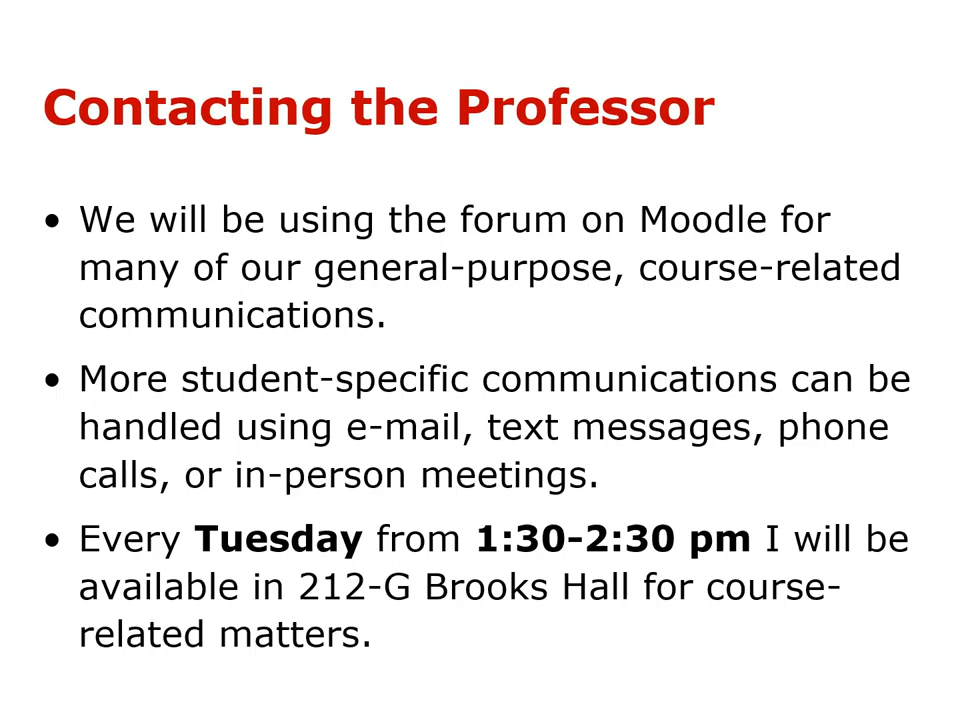 Contacting the Professor
• We will be using the forum on Moodle for
many of our general-purpose, course-related
communications.
• More student-specific communications can be
handled using e-mail, text messages, phone
calls, or in-person meetings.
• Every Tuesday from 1:30-2:30 pm I will be
available in 212-G Brooks Hall for course-
related matters.